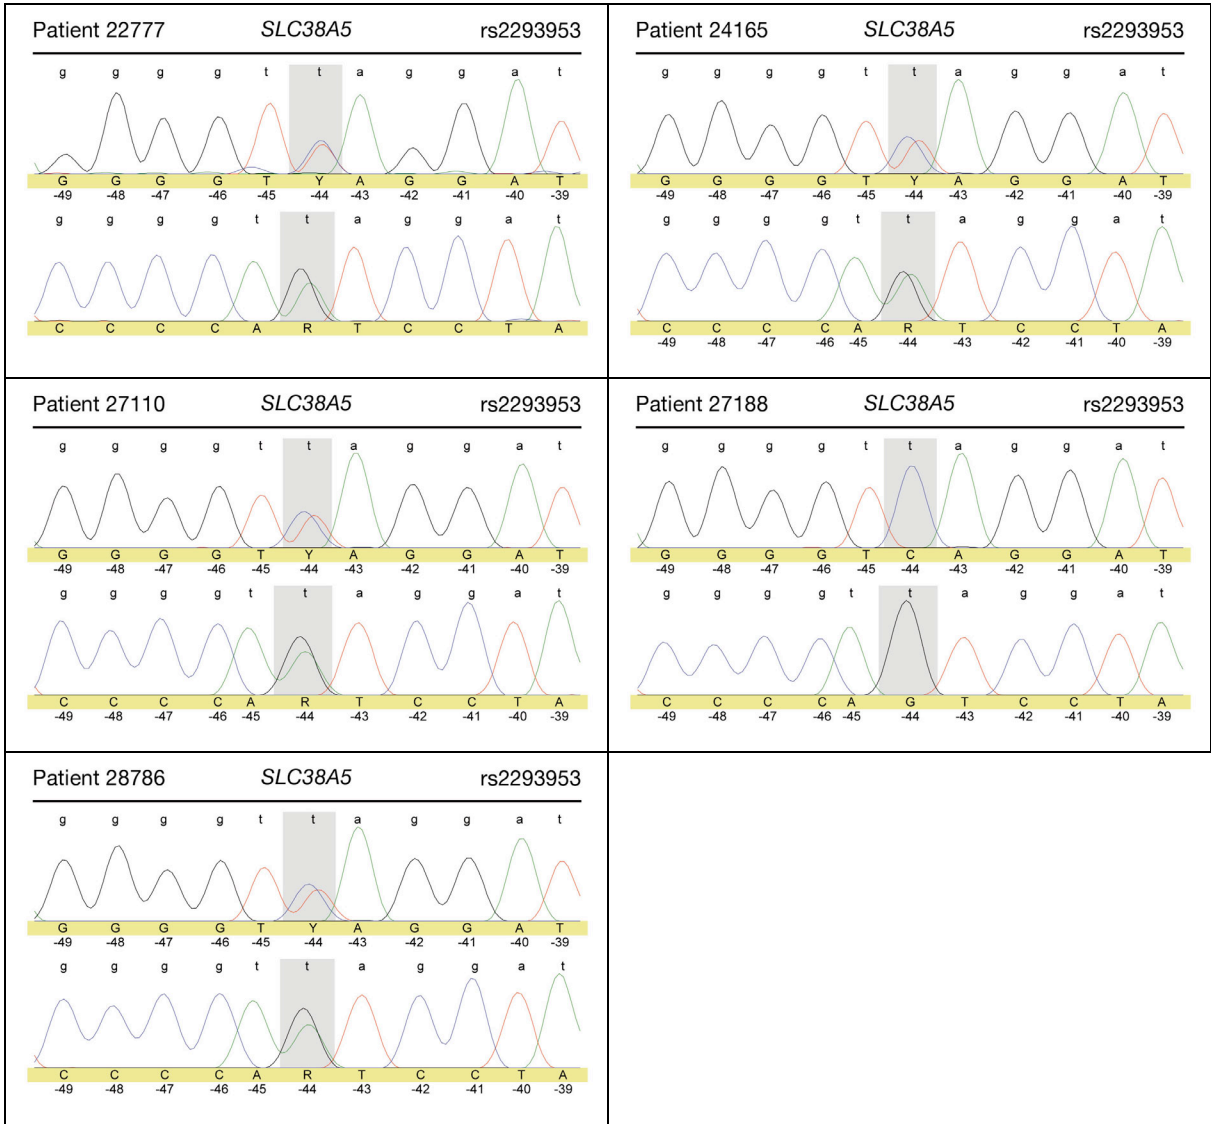 Patient 22777 SLC38A5 rs2293953
g g g g t t a g g a t
G G G G T Y A G G A T
-49 -48 -47 -46 -45 -44 -43 -42 -41 -40 -39
g g g g t t a g g a t
C C C C A R T C C T A
Patient 24165 SLC38A5 rs2293953
g g g g t t a g g a t
G G G G T Y A G G A T
-49 -48 -47 -46 -45 -44 -43 -42 -41 -40 -39
g g g g t t a g g a t
C C C C A R T C C T A
-49 -48 -47 -46 -45 -44 -43 -42 -41 -40 -39
Patient 27110 SLC38A5 rs2293953
g g g g t t a g g a t
G G G G T Y A G G A T
-49 -48 -47 -46 -45 -44 -43 -42 -41 -40 -39
g g g g t t a g g a t
C C C C A R T C C T A
-49 -48 -47 -46 -45 -44 -43 -42 -41 -40 -39
Patient 27188 SLC38A5 rs2293953
g g g g t t a g g a t
G G G G T C A G G A T
-49 -48 -47 -46 -45 -44 -43 -42 -41 -40 -39
g g g g t t a g g a t
C C C C A G T C C T A
-49 -48 -47 -46 -45 -44 -43 -42 -41 -40 -39
Patient 28786 SLC38A5 rs2293953
g g g g t t a g g a t
G G G G T Y A G G A T
-49 -48 -47 -46 -45 -44 -43 -42 -41 -40 -39
g g g g t t a g g a t
C C C C A R T C C T A
-49 -48 -47 -46 -45 -44 -43 -42 -41 -40 -39